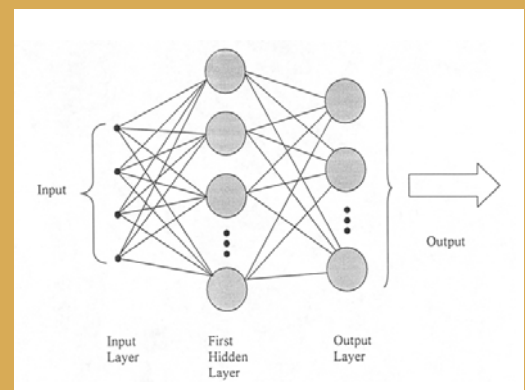 Input
Output
Input
Layer
First
Hidden
Layer
Output
Layer